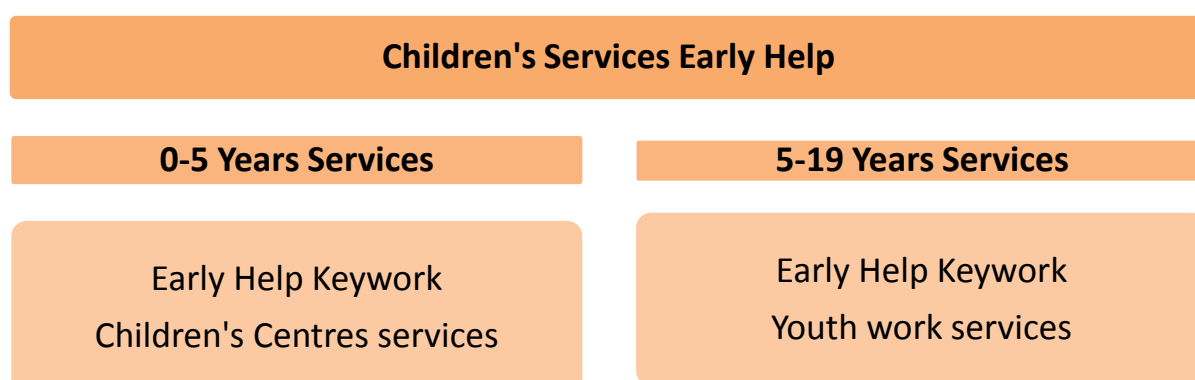 Children's Services Early Help
0-5 Years Services
5-19 Years Services
Early Help Keywork
Children's Centres services
Early Help Keywork
Youth work services